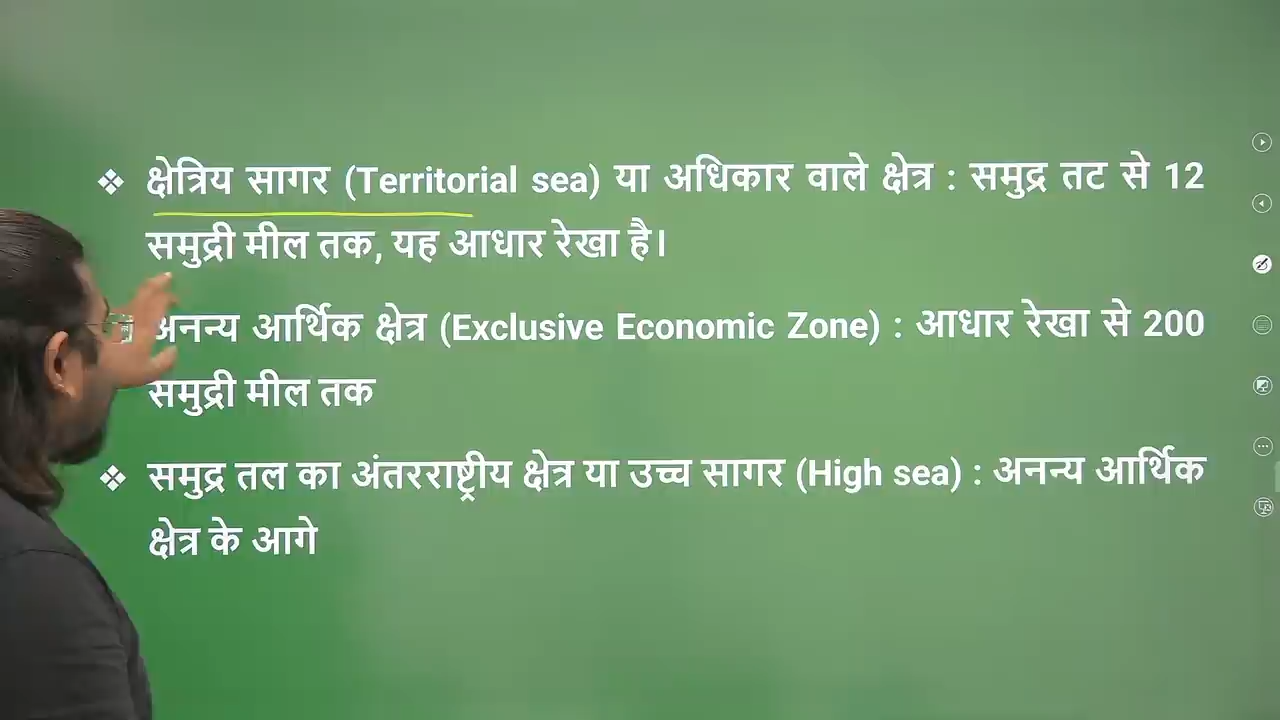 ❖ क्षेत्रिय सागर (Territorial sea) या अधिकार वाले क्षेत्र : समुद्र तट से 12
समुद्री मील तक, यह आधार रेखा है।
अनन्य आर्थिक क्षेत्र (Exclusive Economic Zone) : आधार रेखा से 200
समुद्री मील तक
❖ समुद्र तल का अंतरराष्ट्रीय क्षेत्र या उच्च सागर (High sea) : अनन्य आर्थिक
क्षेत्र के आगे